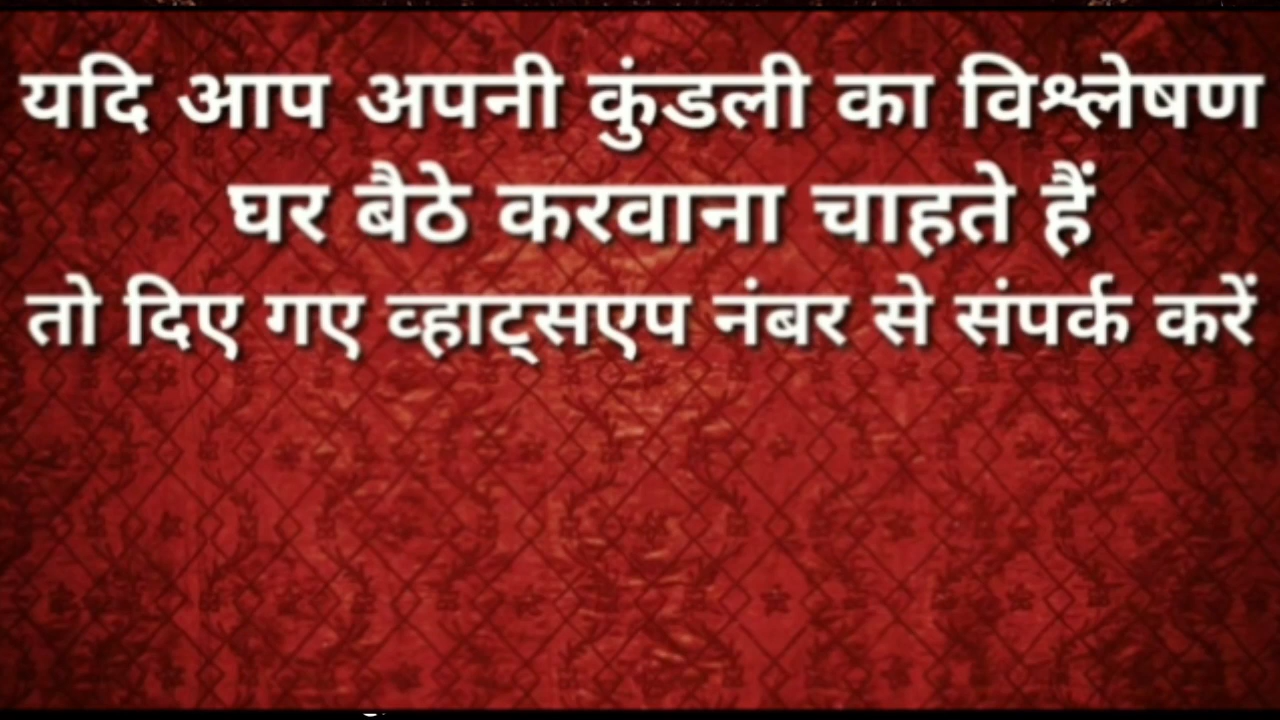 यदि आप अपनी कुंडली का विश्लेषण
घर बैठे करवाना चाहते हैं
तो दिए गए व्हाट्सएप नंबर से संपर्क करें